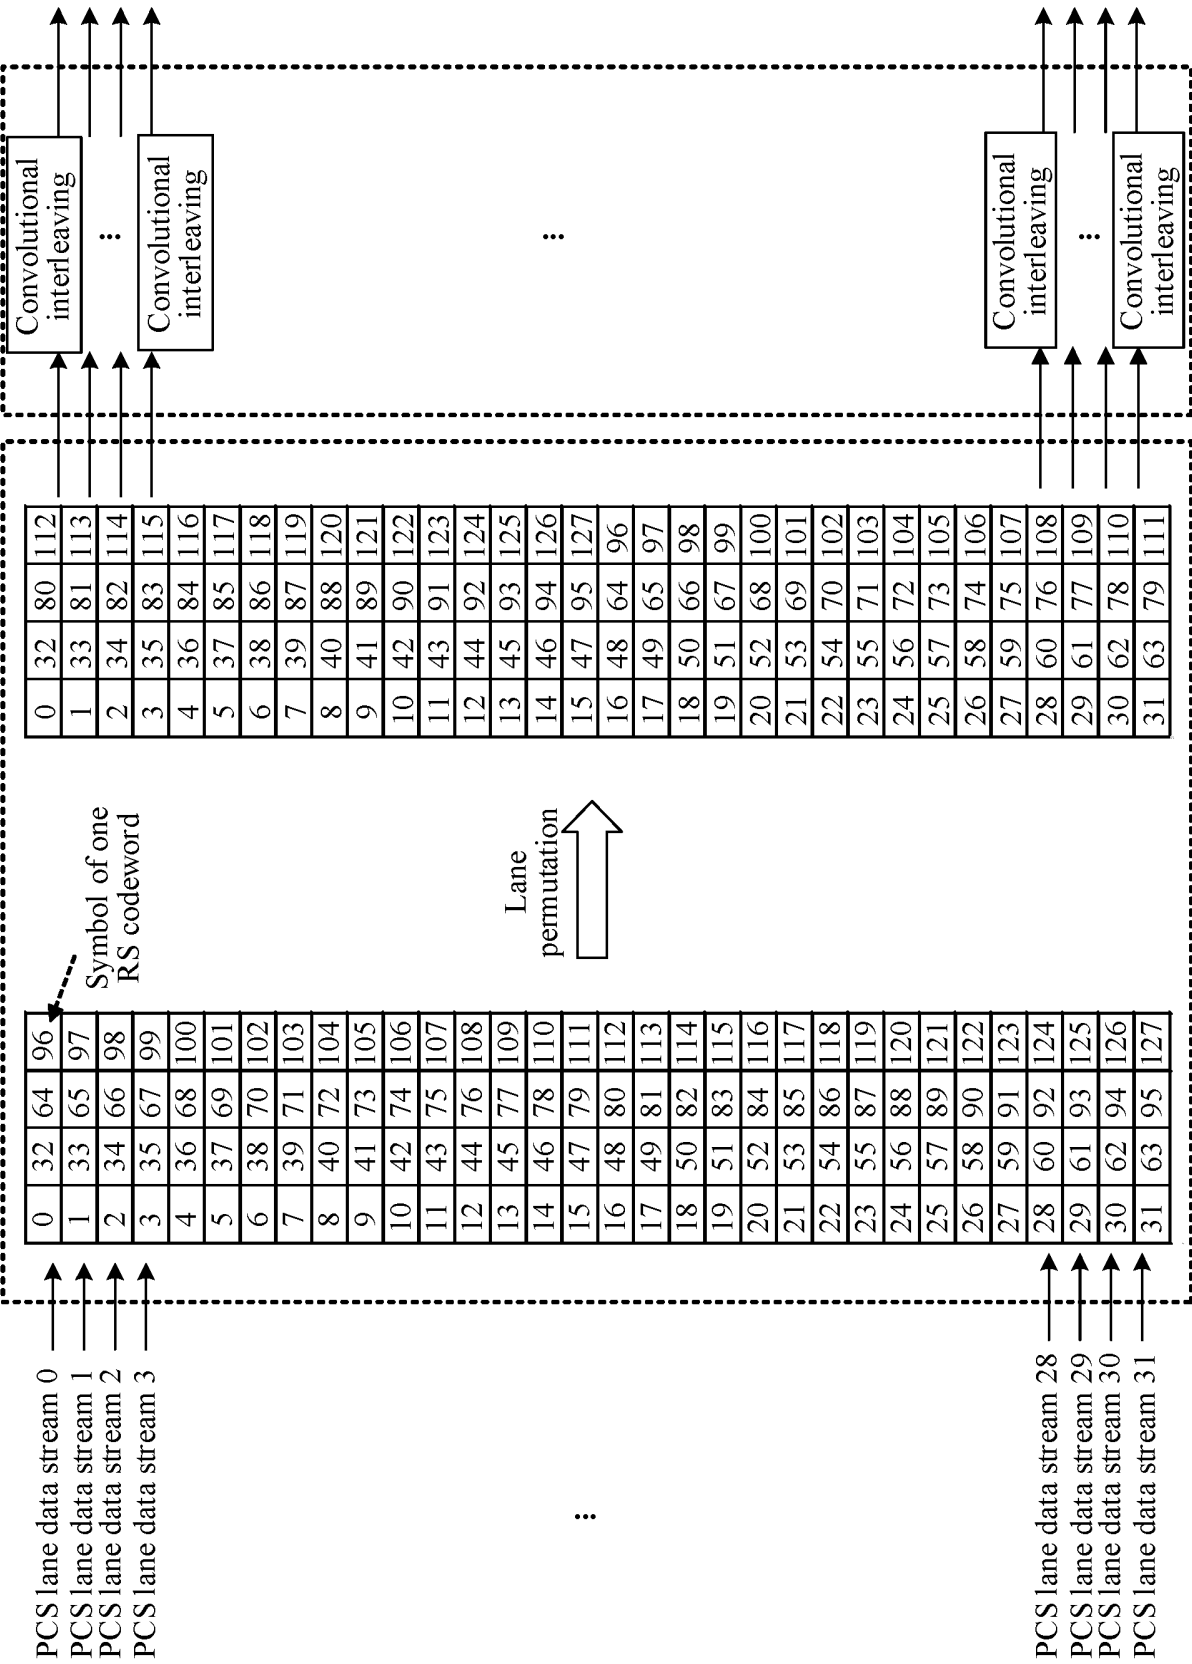 PCS lane data stream 0
PCS lane data stream 1
PCS lane data stream 2
PCS lane data stream 3
...
PCS lane data stream 28
PCS lane data stream 29
PCS lane data stream 30
PCS lane data stream 31
0 32 64 96
1 33 65 97
2 34 66 98
3 35 67 99
4 36 68 100
5 37 69 101
6 38 70 102
7 39 71 103
8 40 72 104
9 41 73 105
10 42 74 106
11 43 75 107
12 44 76 108
13 45 77 109
14 46 78 110
15 47 79 111
16 48 80 112
17 49 81 113
18 50 82 114
19 51 83 115
20 52 84 116
21 53 85 117
22 54 86 118
23 55 87 119
24 56 88 120
25 57 89 121
26 58 90 122
27 59 91 123
28 60 92 124
29 61 93 125
30 62 94 126
31 63 95 127
Symbol of one
RS codeword
Lane
permutation
0 32 80 112
1 33 81 113
2 34 82 114
3 35 83 115
4 36 84 116
5 37 85 117
6 38 86 118
7 39 87 119
8 40 88 120
9 41 89 121
10 42 90 122
11 43 91 123
12 44 92 124
13 45 93 125
14 46 94 126
15 47 95 127
16 48 64 96
17 49 65 97
18 50 66 98
19 51 67 99
20 52 68 100
21 53 69 101
22 54 70 102
23 55 71 103
24 56 72 104
25 57 73 105
26 58 74 106
27 59 75 107
28 60 76 108
29 61 77 109
30 62 78 110
31 63 79 111
Convolutional
interleaving
...
Convolutional
interleaving
...
Convolutional
interleaving
...
Convolutional
interleaving